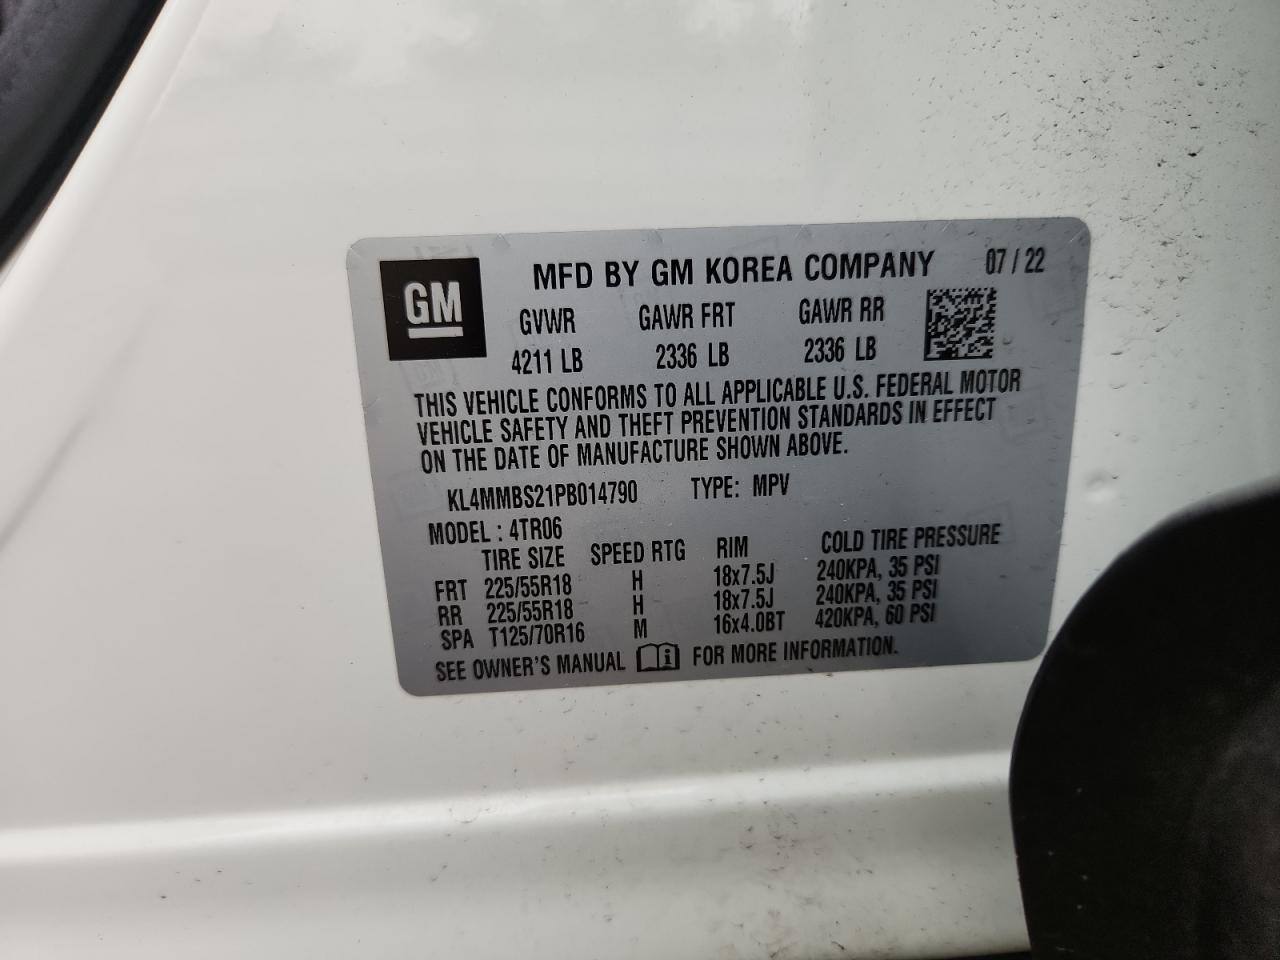 GM
MFD BY GM KOREA COMPANY 07 / 22
GVWR GAWR FRT GAWR RR
4211 LB 2336 LB 2336 LB
THIS VEHICLE CONFORMS TO ALL APPLICABLE U.S. FEDERAL MOTOR
VEHICLE SAFETY AND THEFT PREVENTION STANDARDS IN EFFECT
ON THE DATE OF MANUFACTURE SHOWN ABOVE.
KL4MMBS21PB014790 TYPE: MPV
MODEL : 4TR06
TIRE SIZE SPEED RTG RIM COLD TIRE PRESSURE
FRT 225/55R18 H 18x7.5J 240KPA, 35 PSI
RR 225/55R18 H 18x7.5J 240KPA, 35 PSI
SPA T125/70R16 M 16x4.0BT 420KPA, 60 PSI
SEE OWNER'S MANUAL FOR MORE INFORMATION.